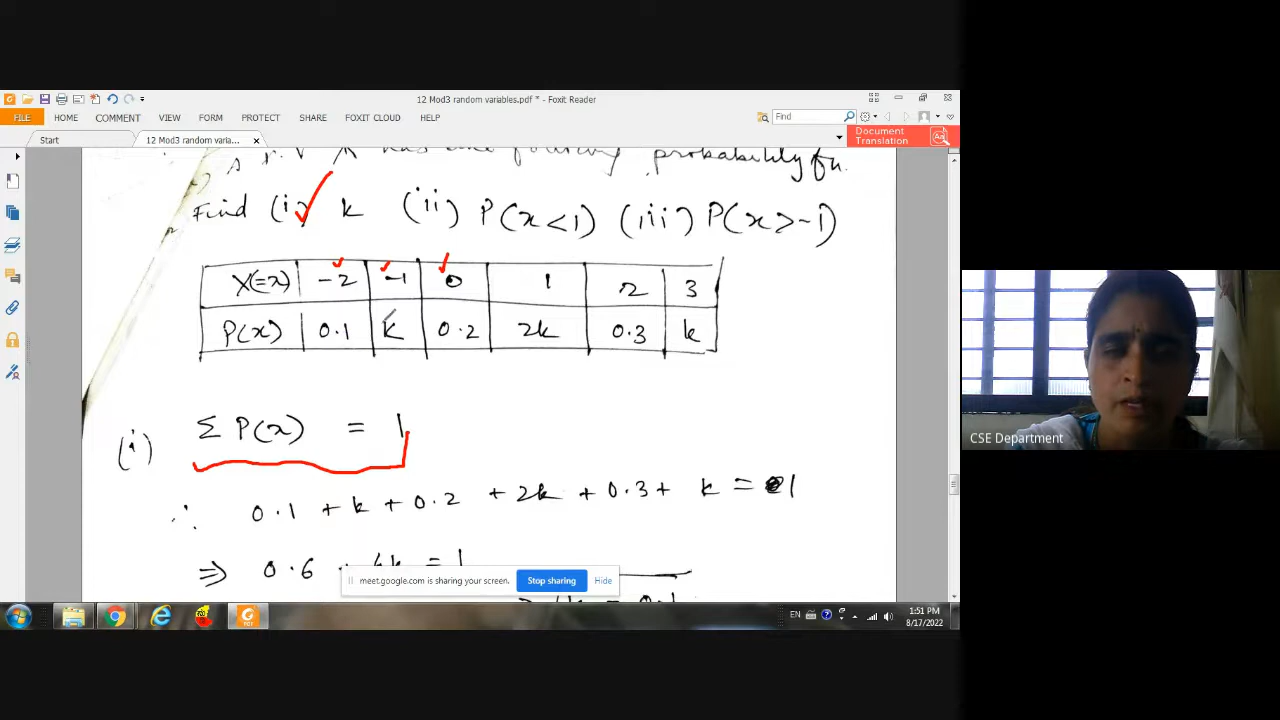 12 Mod3 random variables.pdf * - Foxit Reader
FILE HOME COMMENT VIEW FORM PROTECT SHARE FOXIT CLOUD HELP
Find
Start 12 Mod3 random varia...
Document Translation
probability fn.
Find (i) k (ii) P(x<1) (iii) P(x>-1)
X(=x) -2 -1 0 1 2 3
P(x) 0.1 k 0.2 2k 0.3 k
(i) Σ P(x) = 1
∴ 0.1 + k + 0.2 + 2k + 0.3 + k = 1
⇒ 0.6 4k = 1
meet.google.com is sharing your screen. Stop sharing Hide
EN
1:51 PM
8/17/2022
CSE Department